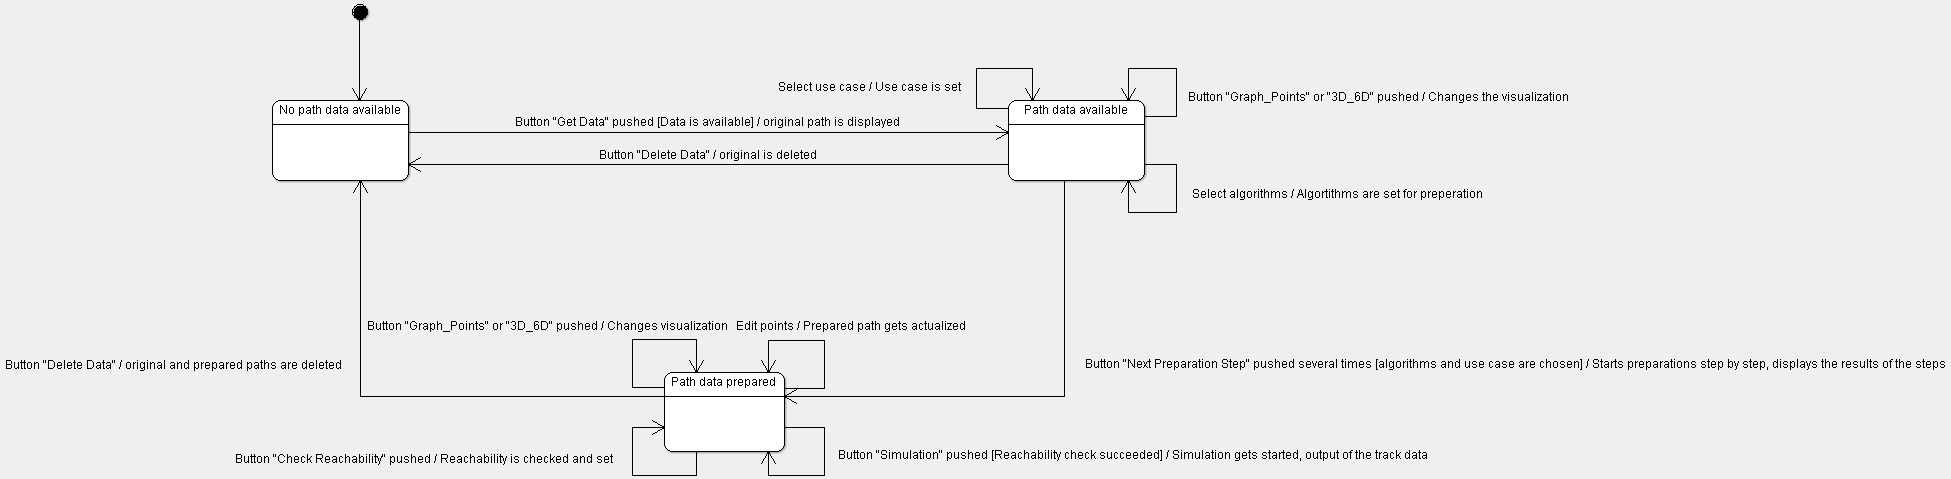 Select use case / Use case is set
Button "Graph_Points" or "3D_6D" pushed / Changes the visualization
No path data available
Path data available
Button "Get Data" pushed [Data is available] / original path is displayed
Button "Delete Data" / original is deleted
Select algorithms / Algortithms are set for preperation
Button "Graph_Points" or "3D_6D" pushed / Changes visualization
Edit points / Prepared path gets actualized
Button "Delete Data" / original and prepared paths are deleted
Button "Next Preparation Step" pushed several times [algorithms and use case are chosen] / Starts preparations step by step, displays the results of the steps
Path data prepared
Button "Check Reachability" pushed / Reachability is checked and set
Button "Simulation" pushed [Reachability check succeeded] / Simulation gets started, output of the track data